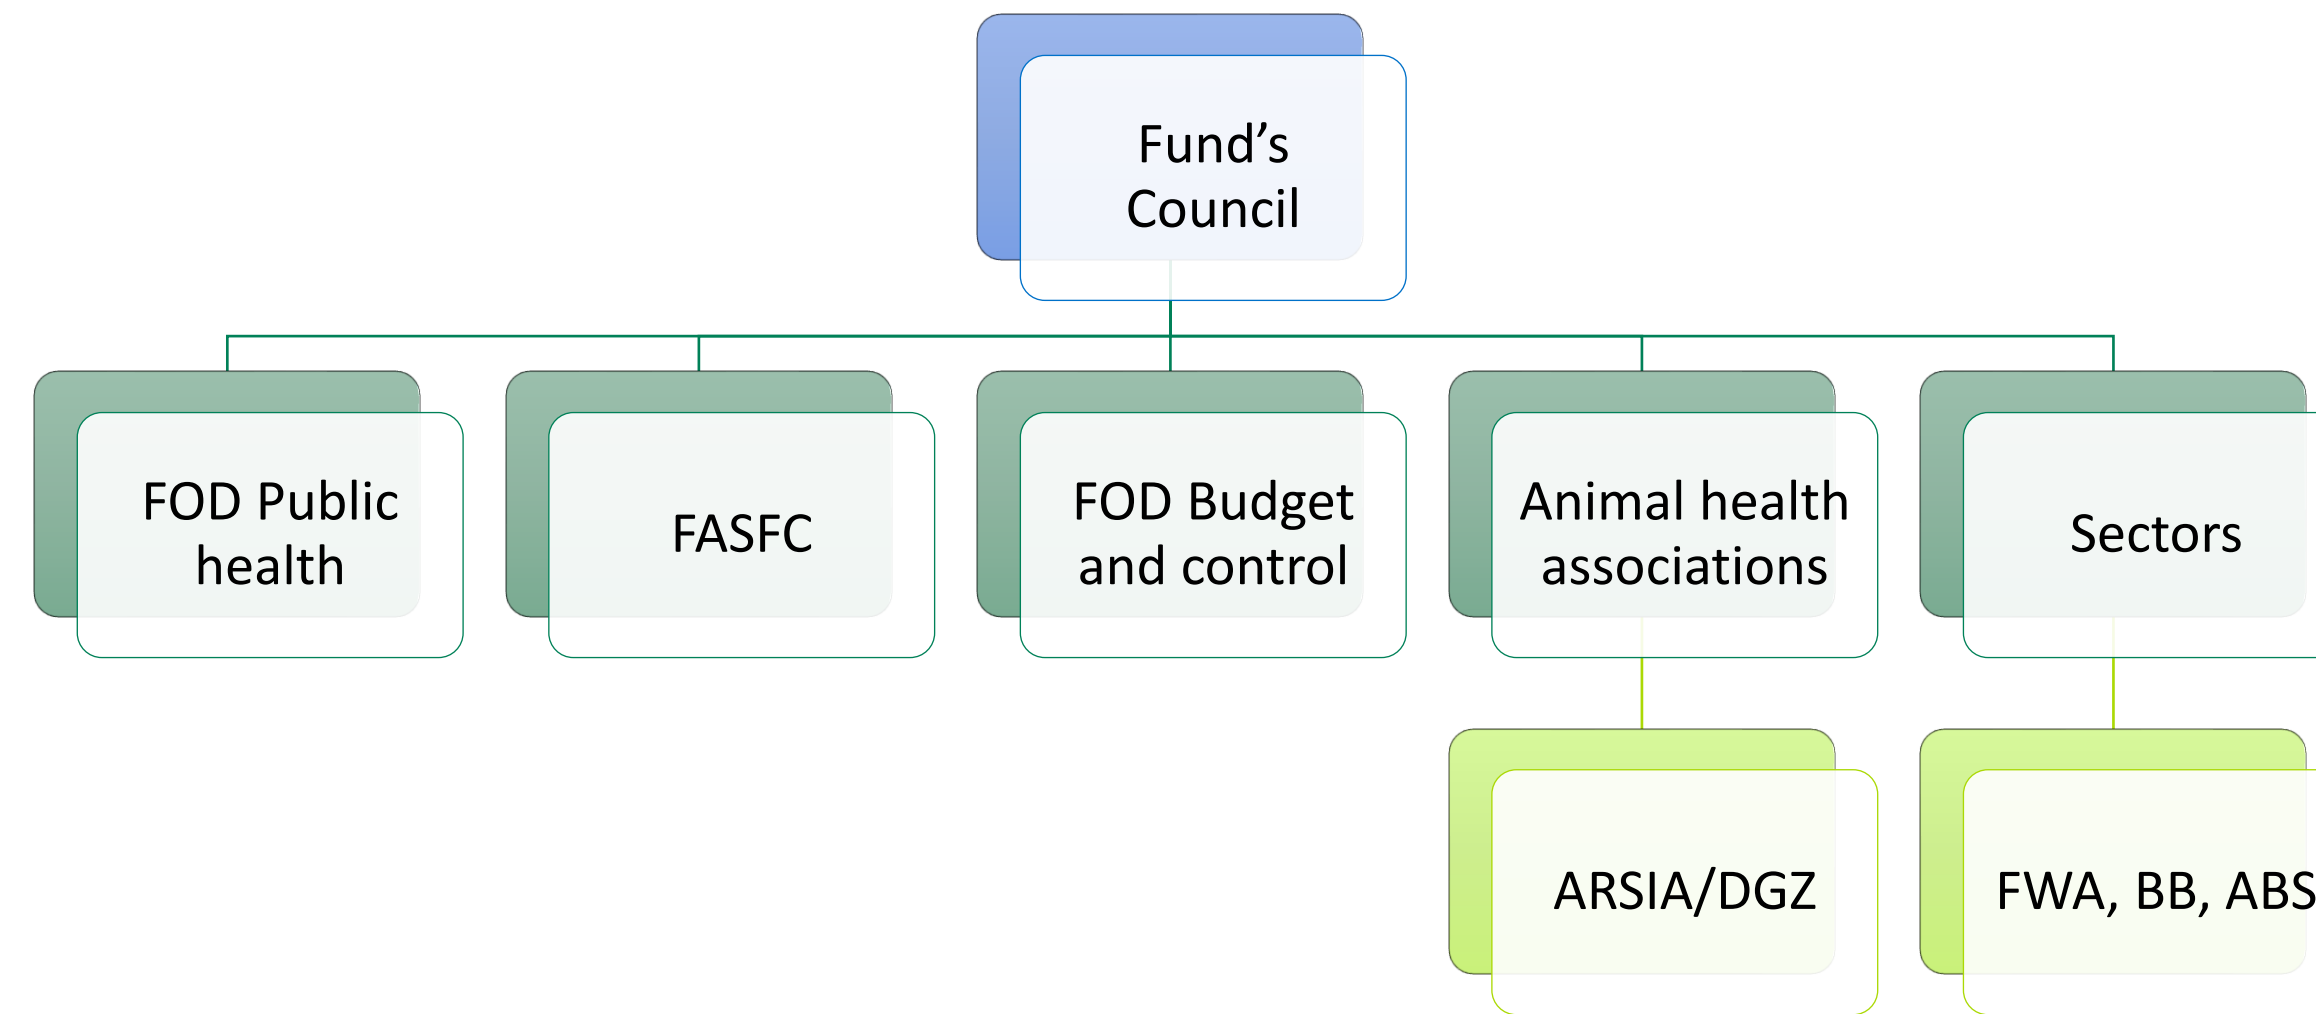 Fund’s
Council
FOD Public
health
FASFC
FOD Budget
and control
Animal health
associations
Sectors
ARSIA/DGZ
FWA, BB, ABS